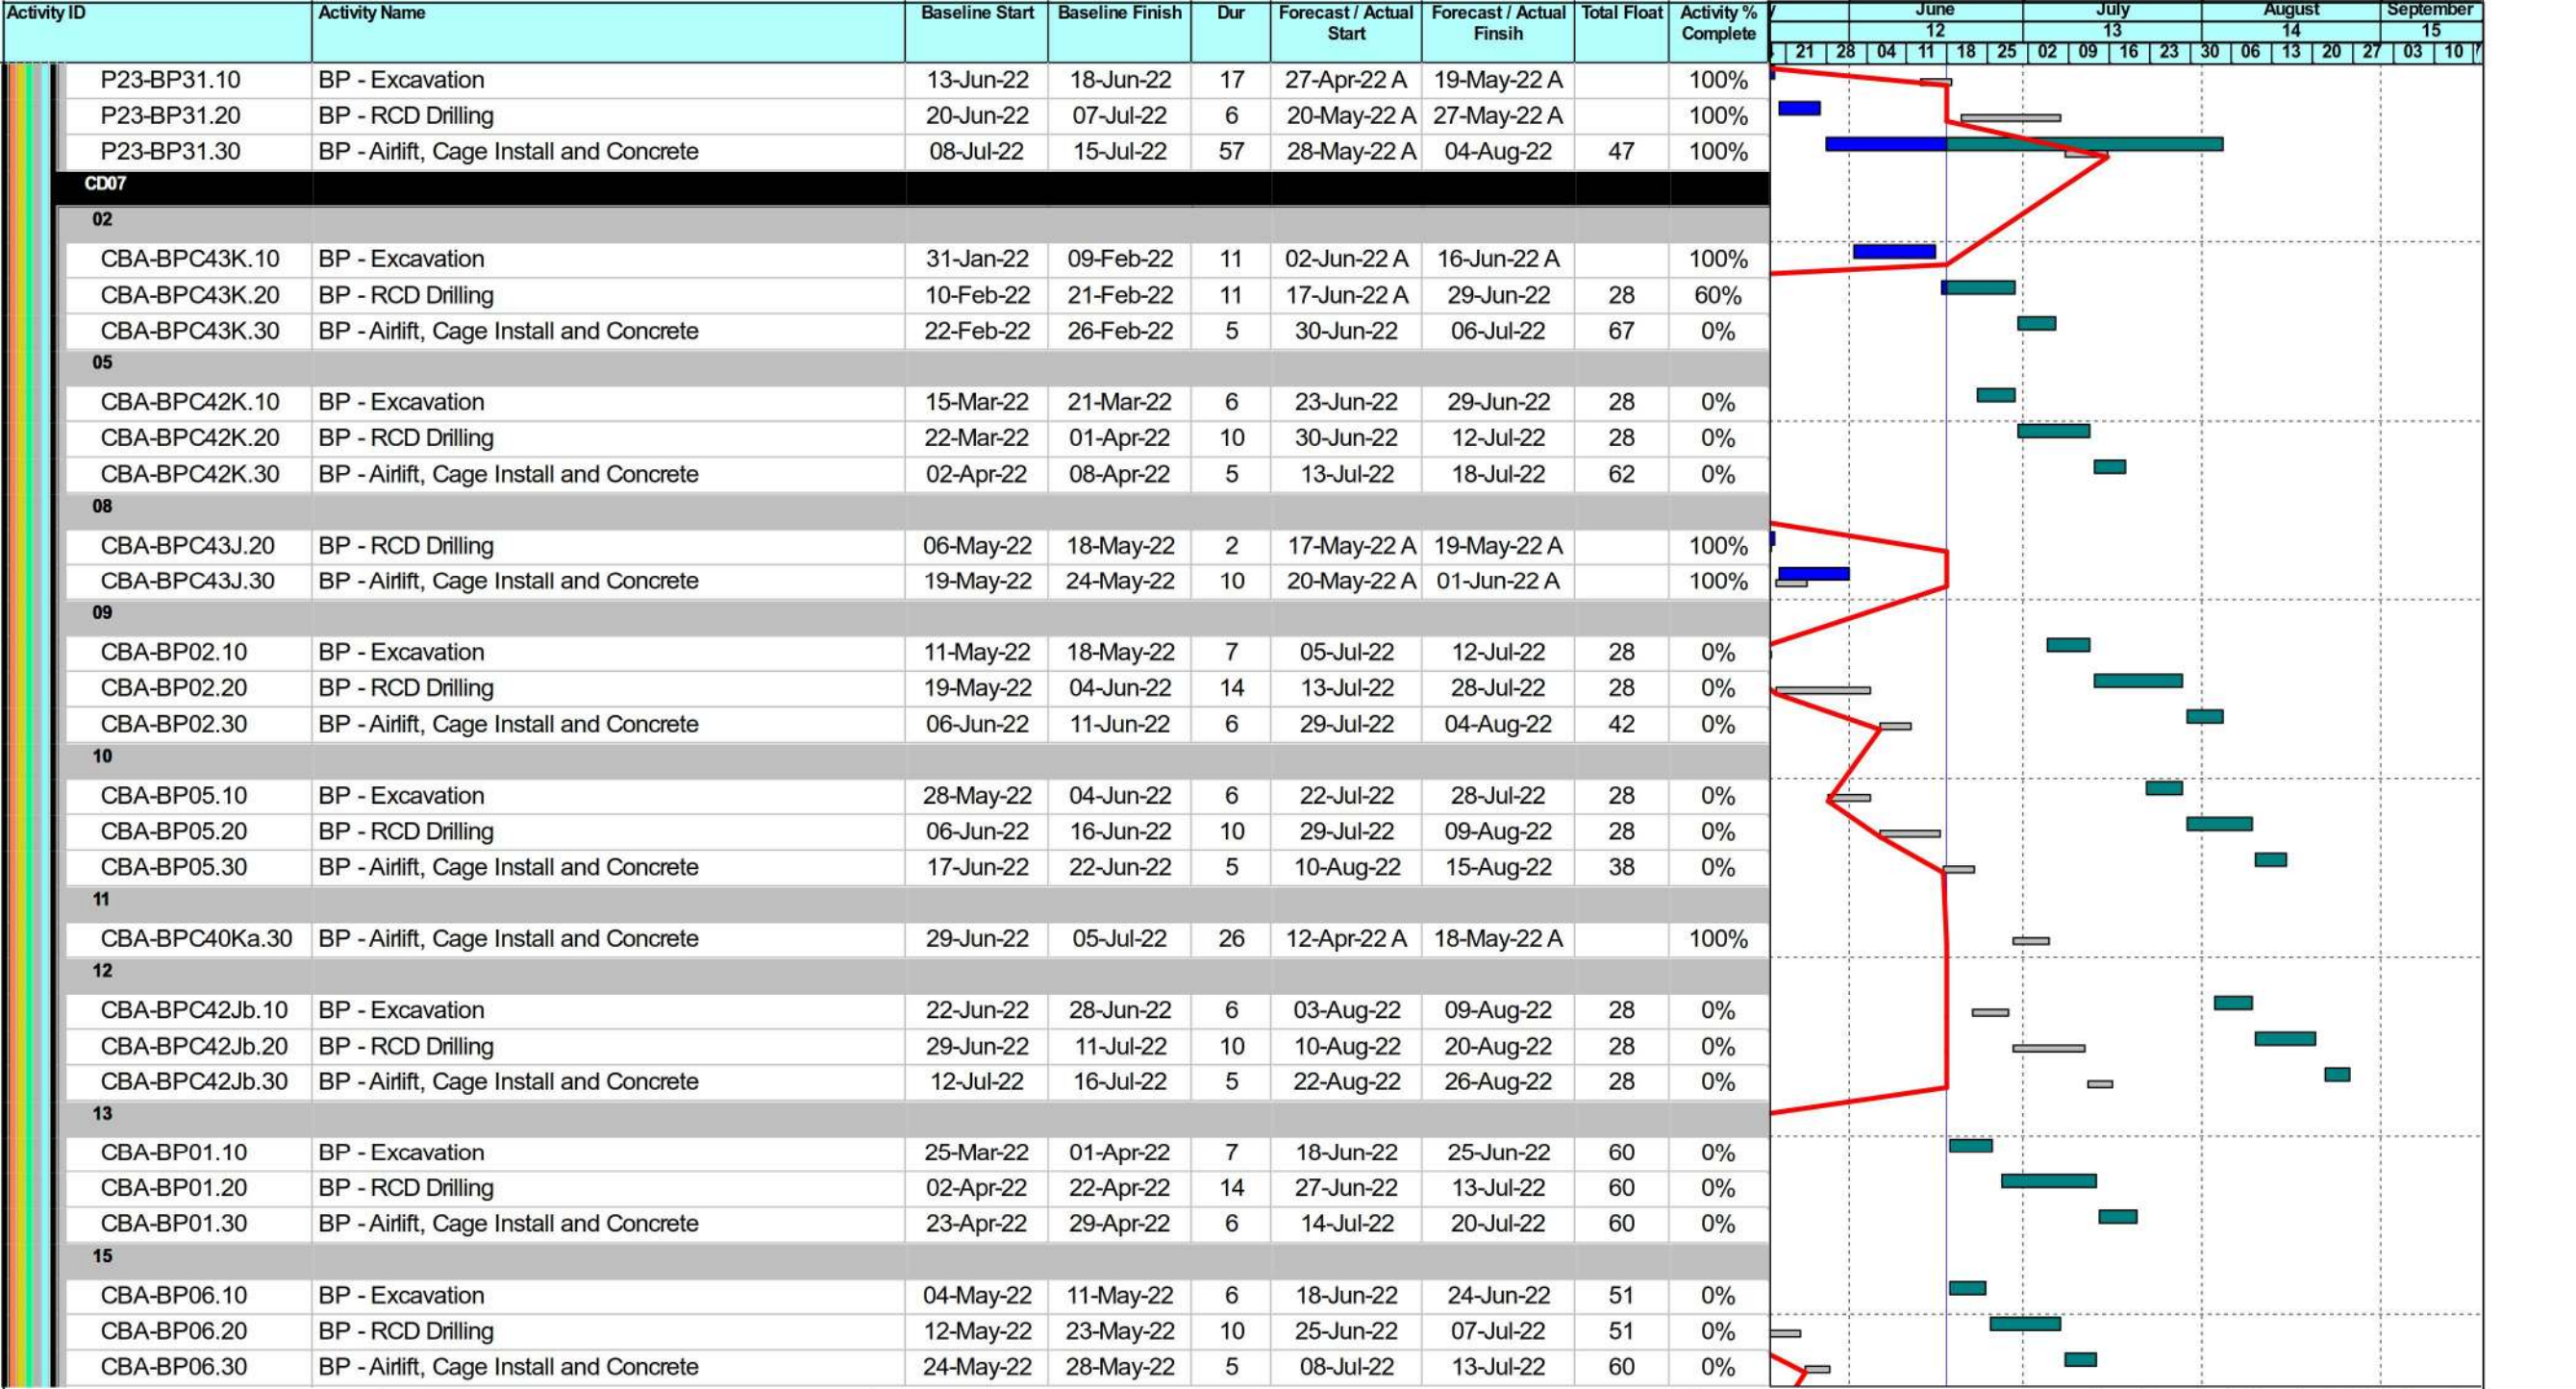 Activity ID Activity Name Baseline Start Baseline Finish Dur Forecast / Actual Start Forecast / Actual Finsih Total Float Activity % Complete
June July August September
12 13 14 15
21 28 04 11 18 25 02 09 16 23 30 06 13 20 27 03 10
P23-BP31.10 BP - Excavation 13-Jun-22 18-Jun-22 17 27-Apr-22 A 19-May-22 A 100%
P23-BP31.20 BP - RCD Drilling 20-Jun-22 07-Jul-22 6 20-May-22 A 27-May-22 A 100%
P23-BP31.30 BP - Airlift, Cage Install and Concrete 08-Jul-22 15-Jul-22 57 28-May-22 A 04-Aug-22 47 100%
CD07
02
CBA-BPC43K.10 BP - Excavation 31-Jan-22 09-Feb-22 11 02-Jun-22 A 16-Jun-22 A 100%
CBA-BPC43K.20 BP - RCD Drilling 10-Feb-22 21-Feb-22 11 17-Jun-22 A 29-Jun-22 28 60%
CBA-BPC43K.30 BP - Airlift, Cage Install and Concrete 22-Feb-22 26-Feb-22 5 30-Jun-22 06-Jul-22 67 0%
05
CBA-BPC42K.10 BP - Excavation 15-Mar-22 21-Mar-22 6 23-Jun-22 29-Jun-22 28 0%
CBA-BPC42K.20 BP - RCD Drilling 22-Mar-22 01-Apr-22 10 30-Jun-22 12-Jul-22 28 0%
CBA-BPC42K.30 BP - Airlift, Cage Install and Concrete 02-Apr-22 08-Apr-22 5 13-Jul-22 18-Jul-22 62 0%
08
CBA-BPC43J.20 BP - RCD Drilling 06-May-22 18-May-22 2 17-May-22 A 19-May-22 A 100%
CBA-BPC43J.30 BP - Airlift, Cage Install and Concrete 19-May-22 24-May-22 10 20-May-22 A 01-Jun-22 A 100%
09
CBA-BP02.10 BP - Excavation 11-May-22 18-May-22 7 05-Jul-22 12-Jul-22 28 0%
CBA-BP02.20 BP - RCD Drilling 19-May-22 04-Jun-22 14 13-Jul-22 28-Jul-22 28 0%
CBA-BP02.30 BP - Airlift, Cage Install and Concrete 06-Jun-22 11-Jun-22 6 29-Jul-22 04-Aug-22 42 0%
10
CBA-BP05.10 BP - Excavation 28-May-22 04-Jun-22 6 22-Jul-22 28-Jul-22 28 0%
CBA-BP05.20 BP - RCD Drilling 06-Jun-22 16-Jun-22 10 29-Jul-22 09-Aug-22 28 0%
CBA-BP05.30 BP - Airlift, Cage Install and Concrete 17-Jun-22 22-Jun-22 5 10-Aug-22 15-Aug-22 38 0%
11
CBA-BPC40Ka.30 BP - Airlift, Cage Install and Concrete 29-Jun-22 05-Jul-22 26 12-Apr-22 A 18-May-22 A 100%
12
CBA-BPC42Jb.10 BP - Excavation 22-Jun-22 28-Jun-22 6 03-Aug-22 09-Aug-22 28 0%
CBA-BPC42Jb.20 BP - RCD Drilling 29-Jun-22 11-Jul-22 10 10-Aug-22 20-Aug-22 28 0%
CBA-BPC42Jb.30 BP - Airlift, Cage Install and Concrete 12-Jul-22 16-Jul-22 5 22-Aug-22 26-Aug-22 28 0%
13
CBA-BP01.10 BP - Excavation 25-Mar-22 01-Apr-22 7 18-Jun-22 25-Jun-22 60 0%
CBA-BP01.20 BP - RCD Drilling 02-Apr-22 22-Apr-22 14 27-Jun-22 13-Jul-22 60 0%
CBA-BP01.30 BP - Airlift, Cage Install and Concrete 23-Apr-22 29-Apr-22 6 14-Jul-22 20-Jul-22 60 0%
15
CBA-BP06.10 BP - Excavation 04-May-22 11-May-22 6 18-Jun-22 24-Jun-22 51 0%
CBA-BP06.20 BP - RCD Drilling 12-May-22 23-May-22 10 25-Jun-22 07-Jul-22 51 0%
CBA-BP06.30 BP - Airlift, Cage Install and Concrete 24-May-22 28-May-22 5 08-Jul-22 13-Jul-22 60 0%